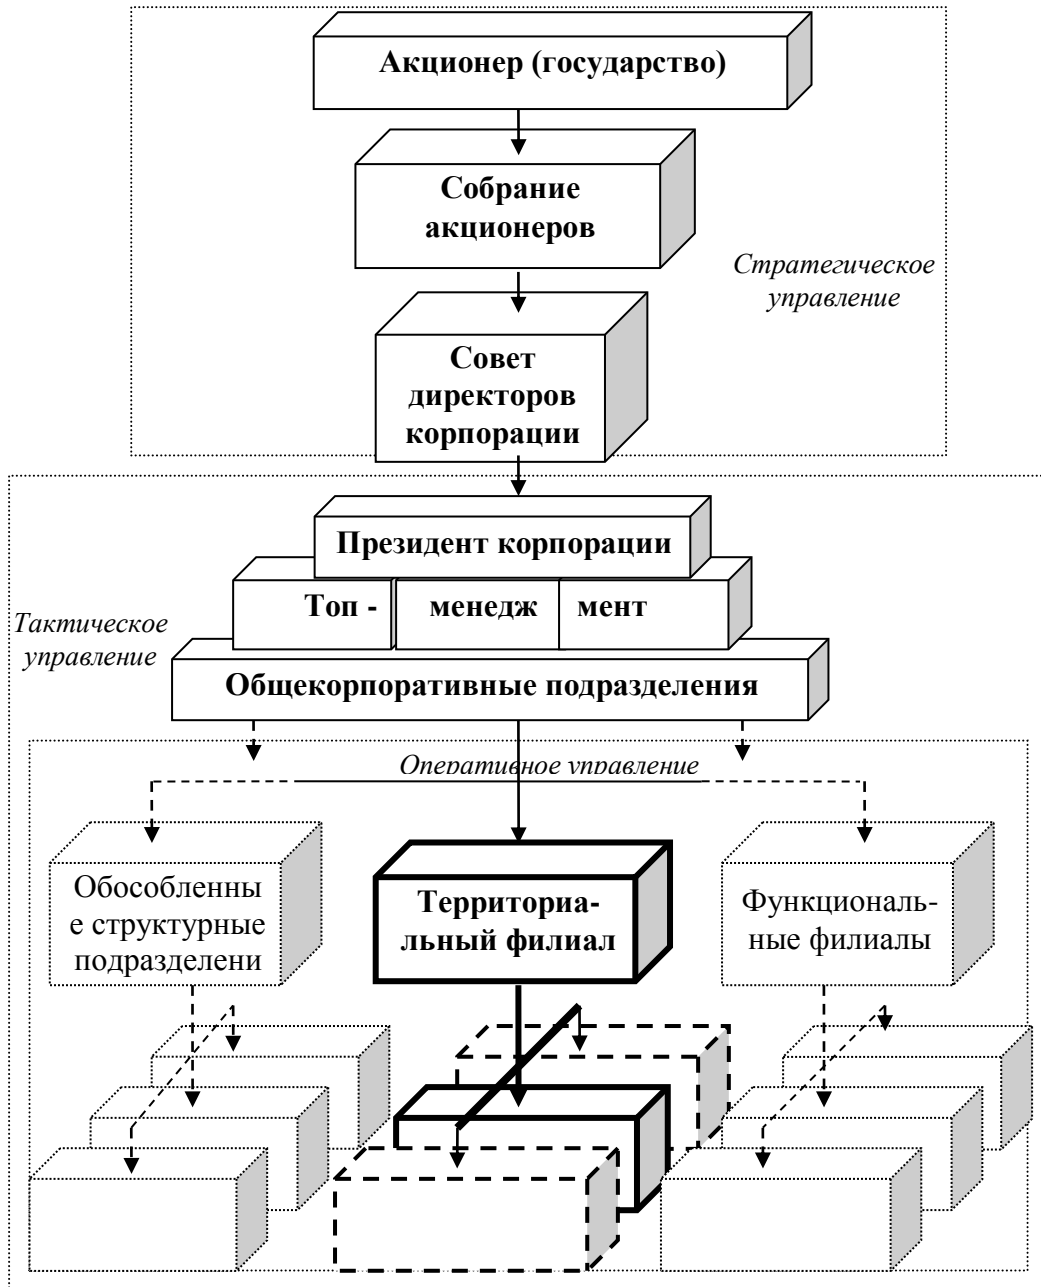 Акционер (государство)
Собрание
акционеров
Стратегическое
управление
Совет
директоров
корпорации
Президент корпорации
Топ - менедж мент
Тактическое
управление
Общекорпоративные подразделения
Оперативное управление
Обособленны
е структурные
подразделени
Территориа-
льный филиал
Функциональ-
ные филиалы